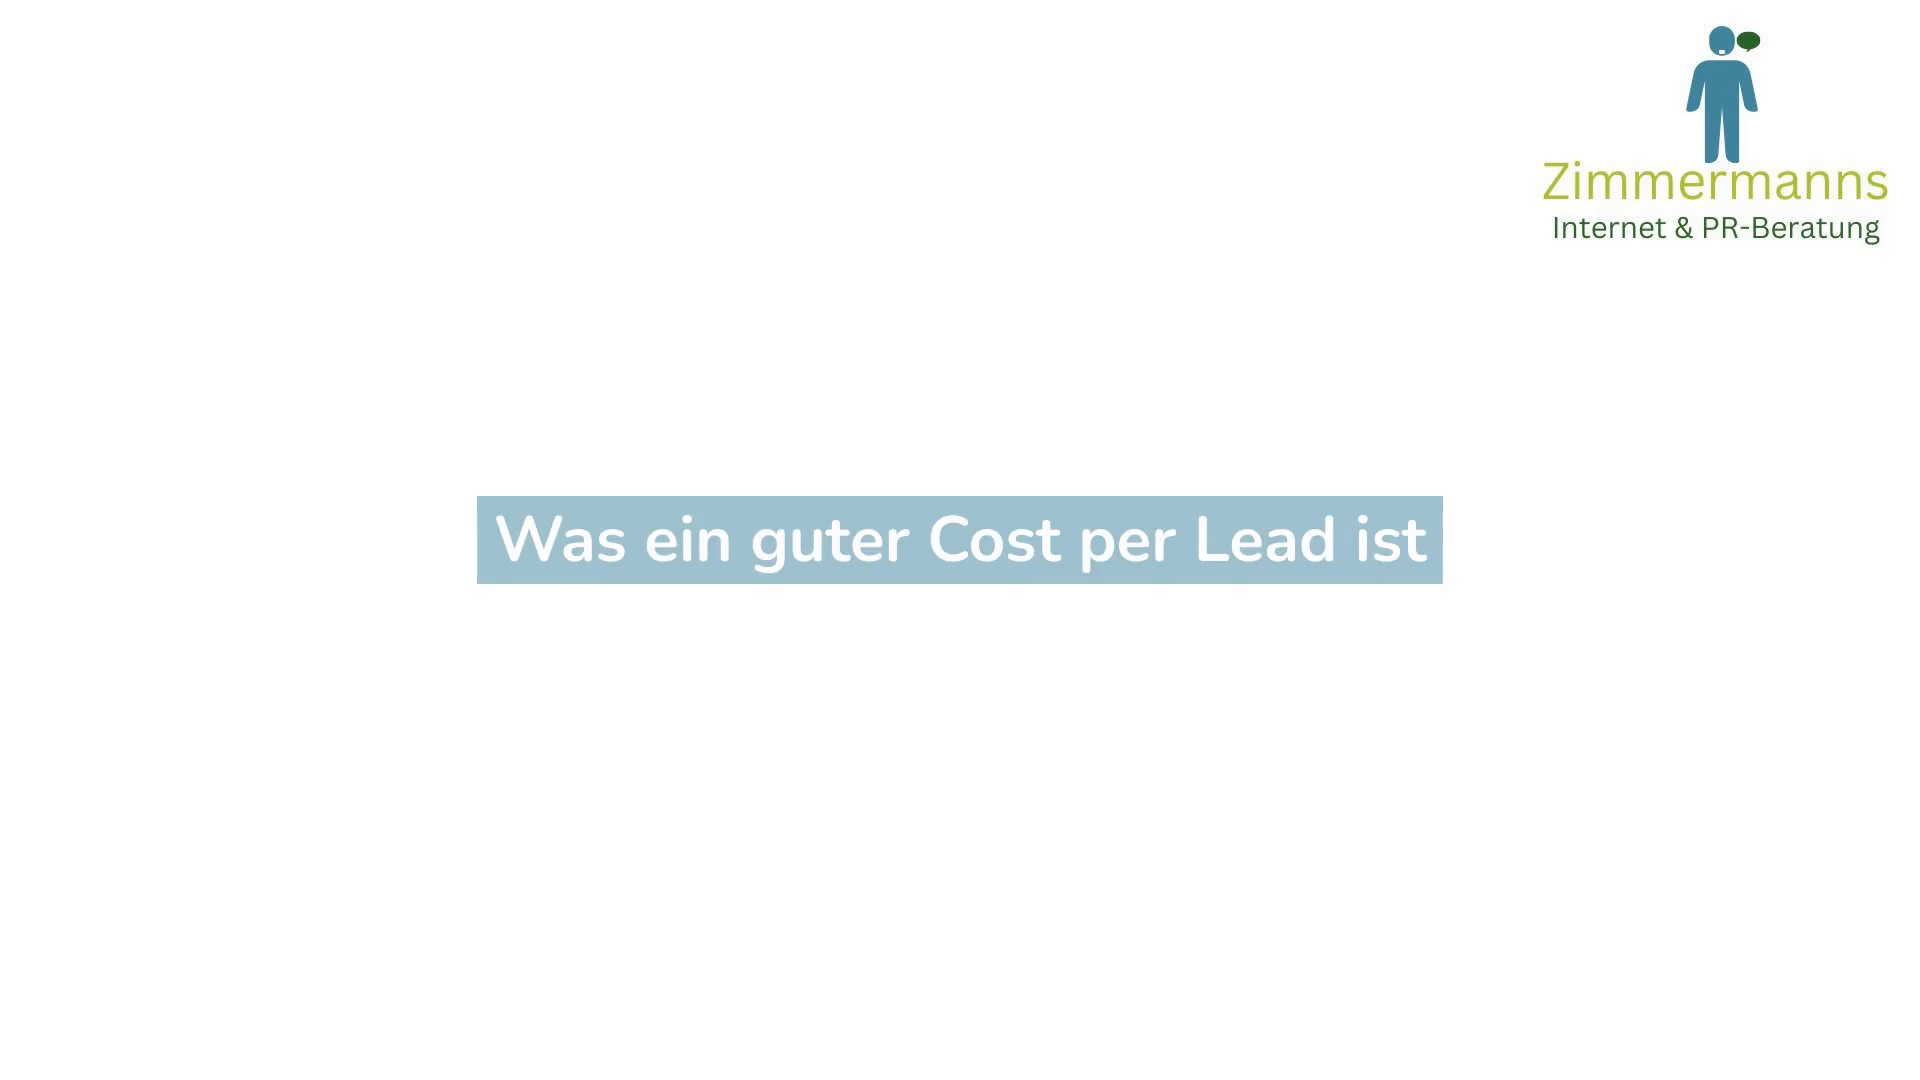 Zimmermanns
Internet & PR-Beratung
Was ein guter Cost per Lead ist